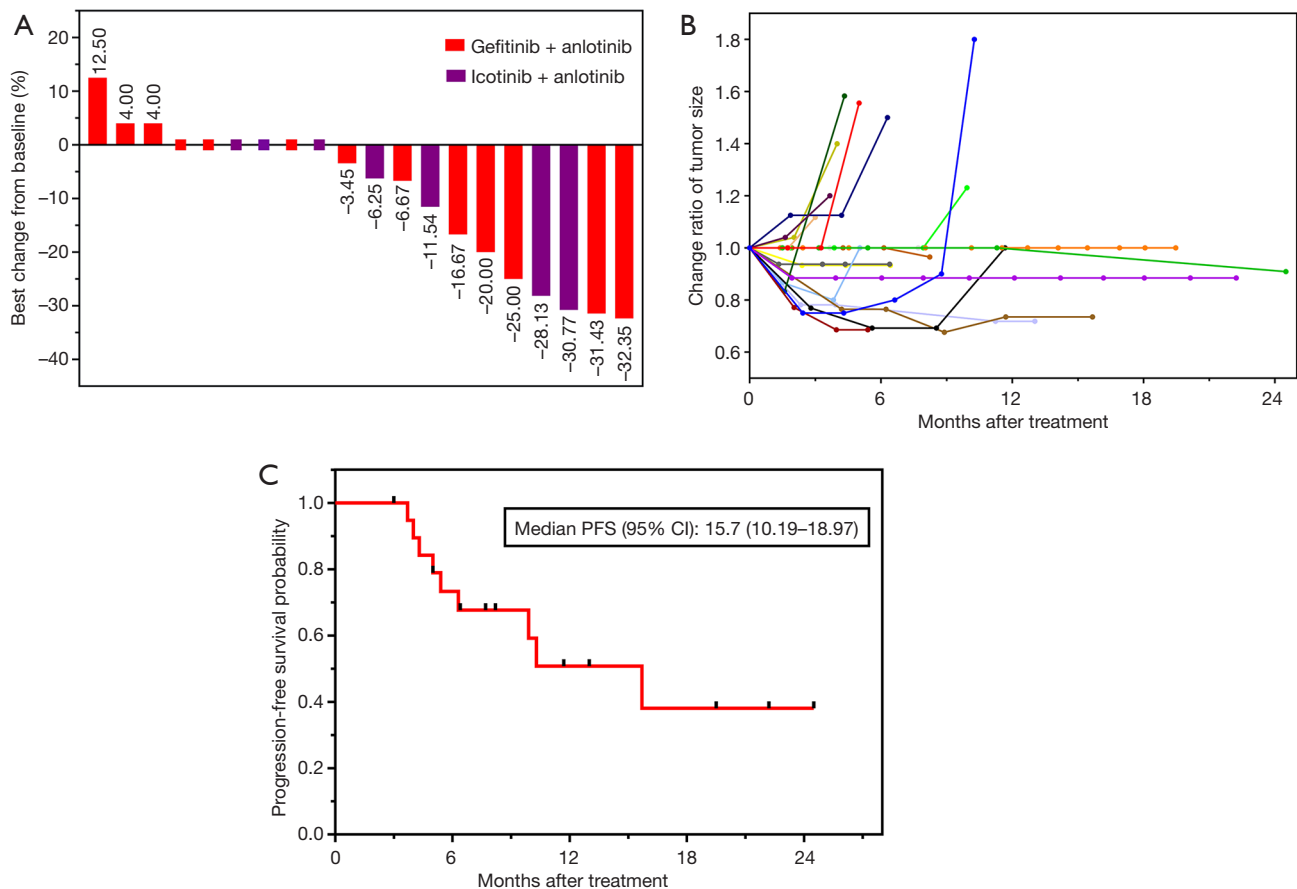 A
Best change from baseline (%)
20
10
0
−10
−20
−30
−40
Gefitinib + anlotinib
Icotinib + anlotinib
12.50
4.00
4.00
−3.45
−6.25
−6.67
−11.54
−16.67
−20.00
−25.00
−28.13
−30.77
−31.43
−32.35
B
Change ratio of tumor size
1.8
1.6
1.4
1.2
1.0
0.8
0.6
0 6 12 18 24
Months after treatment
C
Progression-free survival probability
1.0
0.8
0.6
0.4
0.2
0.0
Median PFS (95% CI): 15.7 (10.19–18.97)
0 6 12 18 24
Months after treatment